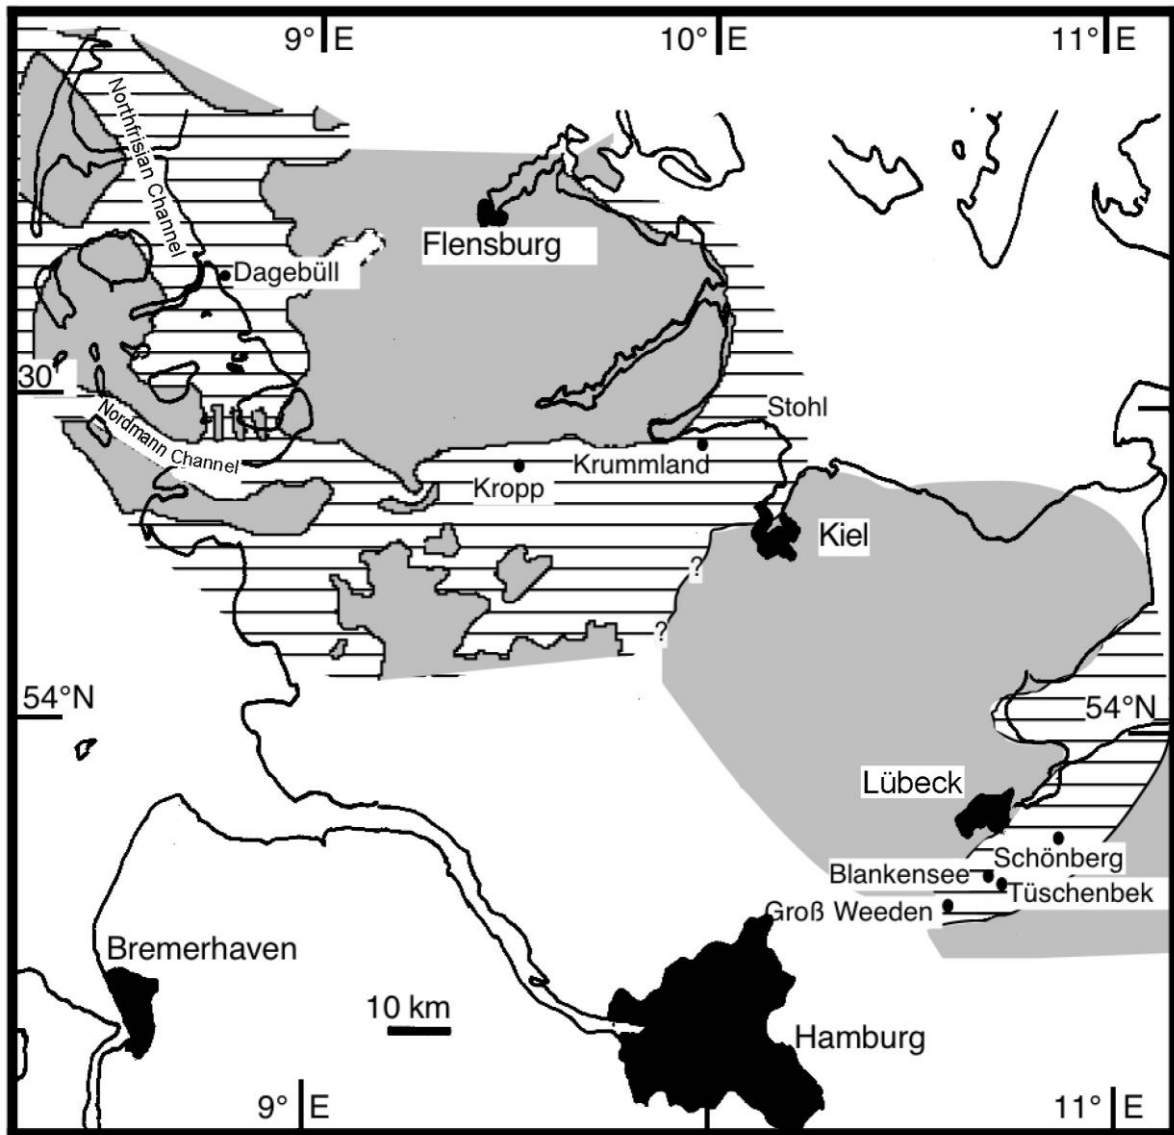 9° E
10° E
11° E
Northfrisian Channel
Flensburg
Dagebüll
30'
Stohl
Nordmann Channel
Krummland
Kropp
Kiel
?
?
54°N
54°N
Lübeck
Schönberg
Blankensee
Tüschenbek
Groß Weeden
Bremerhaven
10 km
Hamburg
9° E
11° E